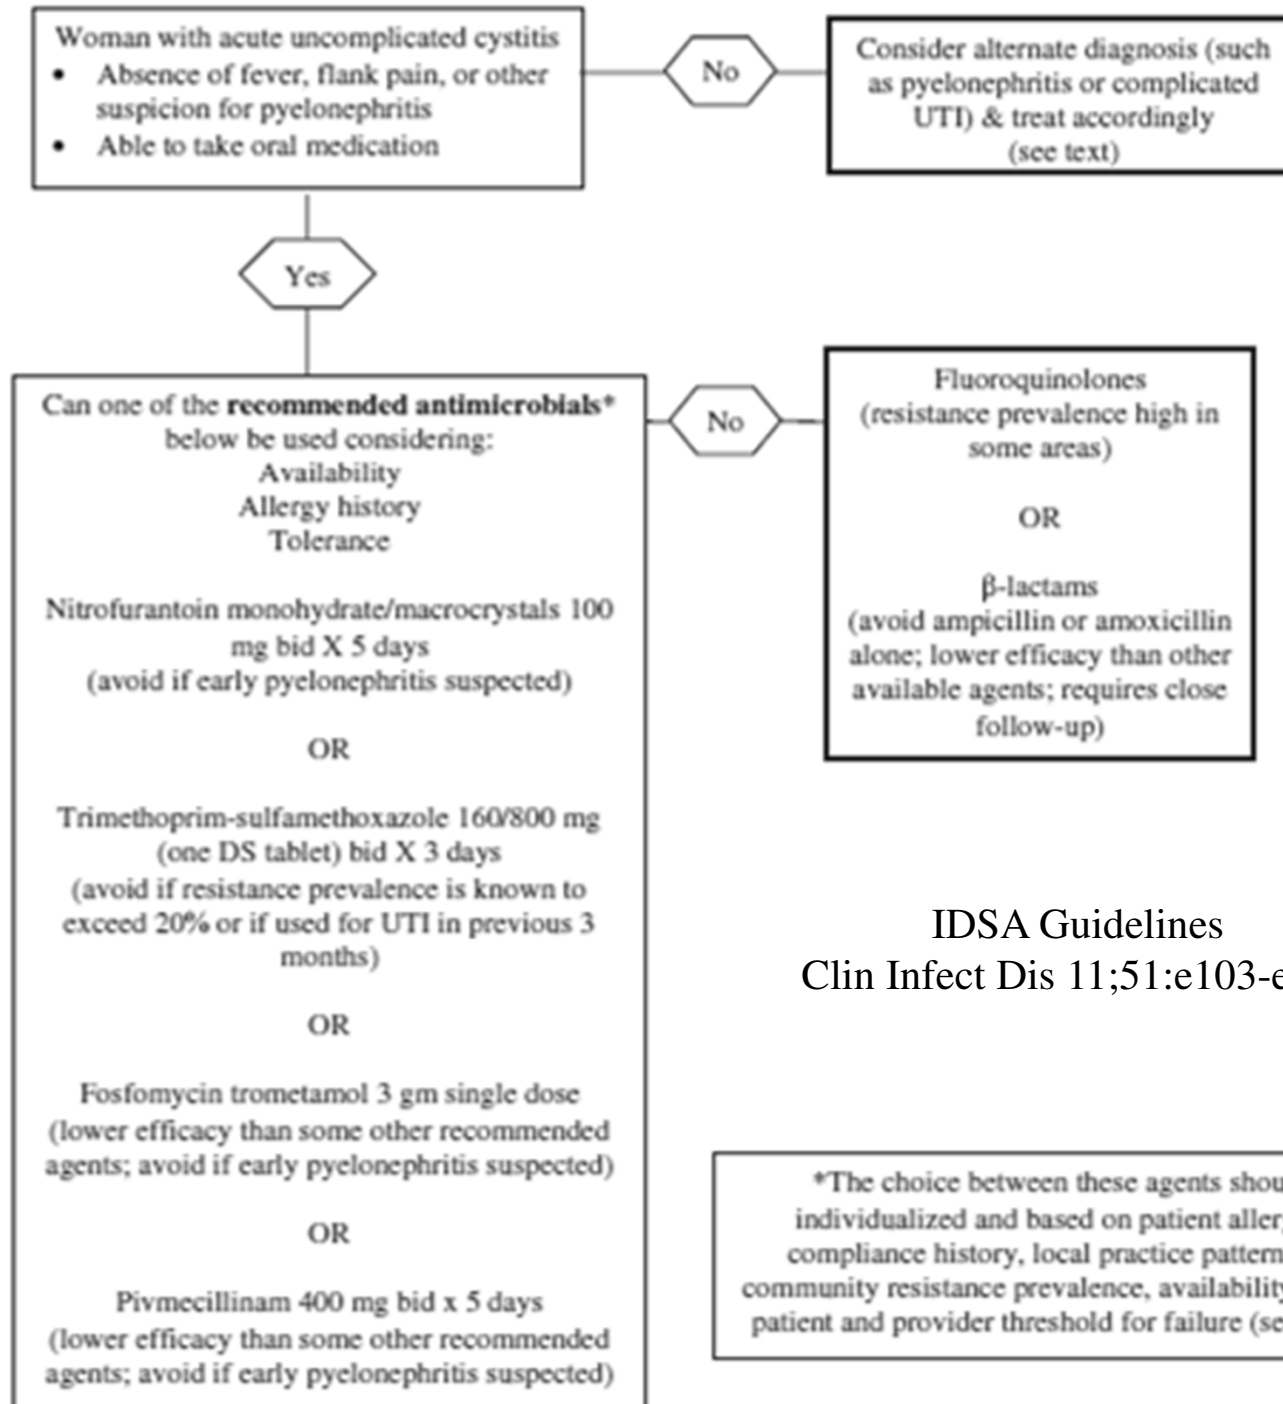 Woman with acute uncomplicated cystitis
• Absence of fever, flank pain, or other
suspicion for pyelonephritis
• Able to take oral medication
No
Consider alternate diagnosis (such
as pyelonephritis or complicated
UTI) & treat accordingly
(see text)
Yes
Can one of the recommended antimicrobials*
below be used considering:
Availability
Allergy history
Tolerance
Nitrofurantoin monohydrate/macrocrystals 100
mg bid X 5 days
(avoid if early pyelonephritis suspected)
OR
Trimethoprim-sulfamethoxazole 160/800 mg
(one DS tablet) bid X 3 days
(avoid if resistance prevalence is known to
exceed 20% or if used for UTI in previous 3
months)
OR
Fosfomycin trometamol 3 gm single dose
(lower efficacy than some other recommended
agents; avoid if early pyelonephritis suspected)
OR
Pivmecillinam 400 mg bid x 5 days
(lower efficacy than some other recommended
agents; avoid if early pyelonephritis suspected)
No
Fluoroquinolones
(resistance prevalence high in
some areas)
OR
β-lactams
(avoid ampicillin or amoxicillin
alone; lower efficacy than other
available agents; requires close
follow-up)
IDSA Guidelines
Clin Infect Dis 11;51:e103-e
*The choice between these agents
individualized and based on patient
compliance history, local practice
community resistance prevalence, availability
patient and provider threshold for failure